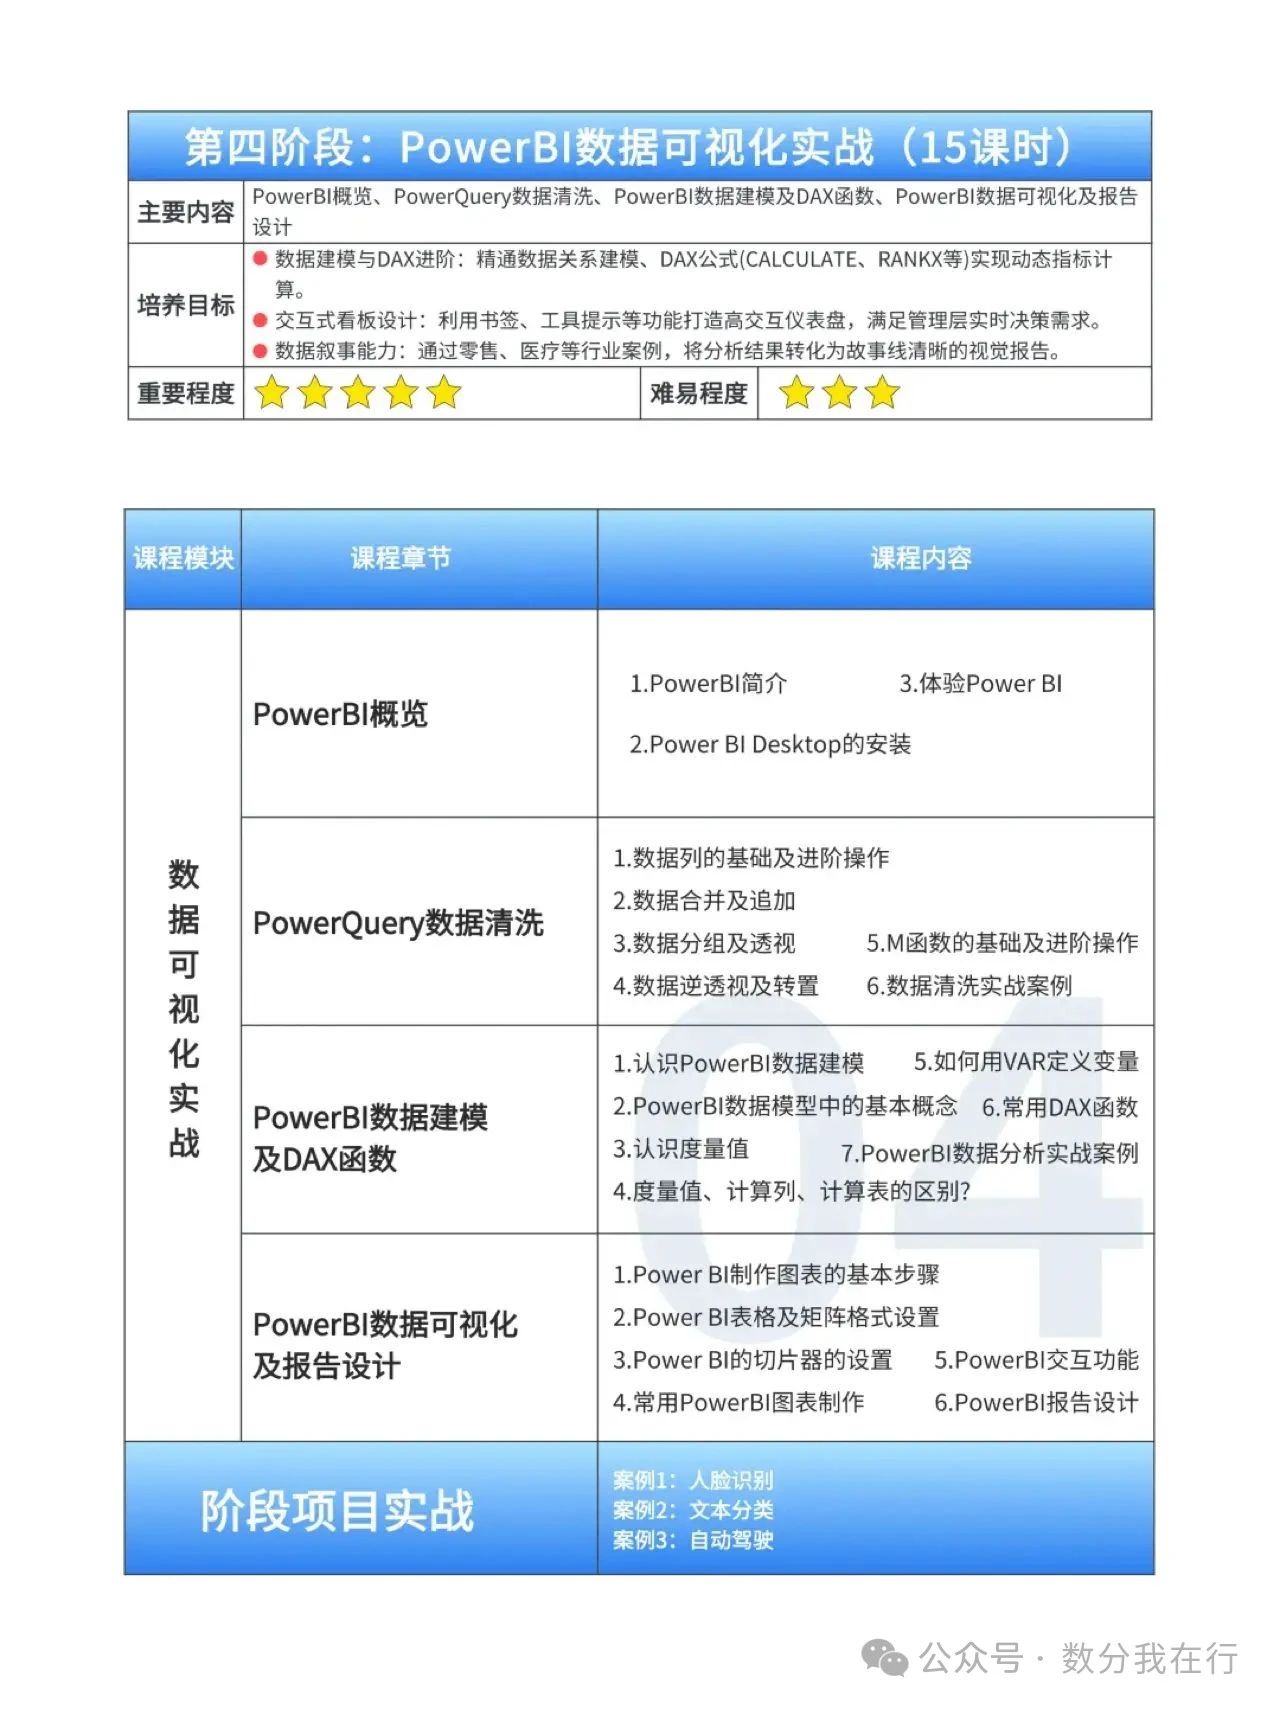 第四阶段：PowerBI数据可视化实战（15课时）
主要内容
PowerBI概览、PowerQuery数据清洗、PowerBI数据建模及DAX函数、PowerBI数据可视化及报告
设计
培养目标
数据建模与DAX进阶：精通数据关系建模、DAX公式(CALCULATE、RANKX等)实现动态指标计
算。
交互式看板设计：利用书签、工具提示等功能打造高交互仪表盘，满足管理层实时决策需求。
数据叙事能力：通过零售、医疗等行业案例，将分析结果转化为故事线清晰的视觉报告。
重要程度
难易程度
课程模块
课程章节
课程内容
数据可视化实战
PowerBI概览
1.PowerBI简介
2.Power BI Desktop的安装
3.体验Power BI
PowerQuery数据清洗
1.数据列的基础及进阶操作
2.数据合并及追加
3.数据分组及透视
4.数据逆透视及转置
5.M函数的基础及进阶操作
6.数据清洗实战案例
PowerBI数据建模
及DAX函数
1.认识PowerBI数据建模
2.PowerBI数据模型中的基本概念
3.认识度量值
4.度量值、计算列、计算表的区别?
5.如何用VAR定义变量
6.常用DAX函数
7.PowerBI数据分析实战案例
PowerBI数据可视化
及报告设计
1.Power BI制作图表的基本步骤
2.Power BI表格及矩阵格式设置
3.Power BI的切片器的设置
4.常用PowerBI图表制作
5.PowerBI交互功能
6.PowerBI报告设计
04
阶段项目实战
案例1：人脸识别
案例2：文本分类
案例3：自动驾驶
公众号·数分我在行